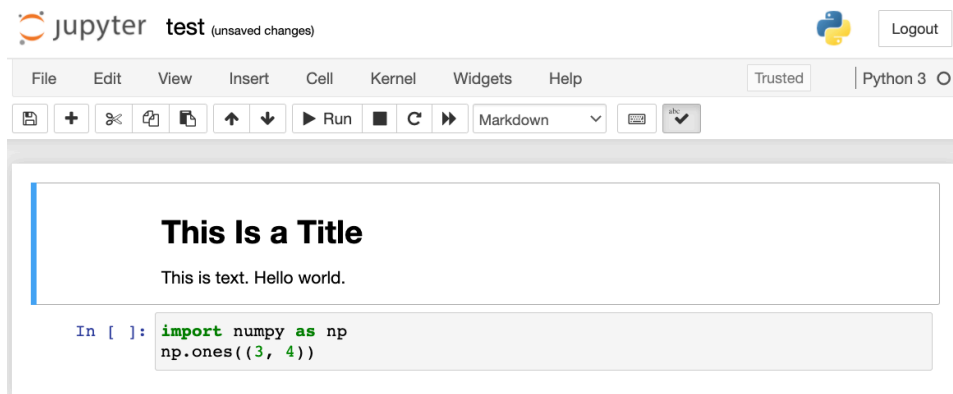 jupyter test (unsaved changes) Logout
File Edit View Insert Cell Kernel Widgets Help Trusted Python 3
Run Markdown abc
This Is a Title
This is text. Hello world.
In [ ]: import numpy as np
np.ones((3, 4))